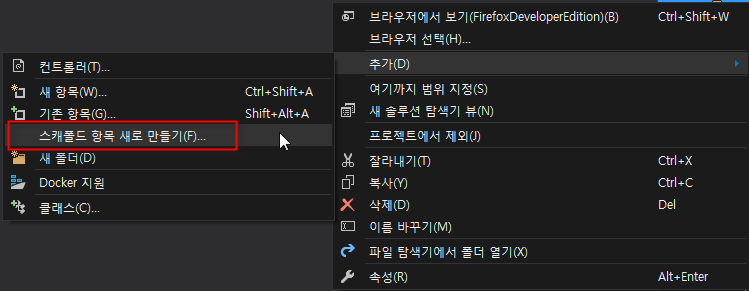 브라우저에서 보기(FirefoxDeveloperEdition)(B) Ctrl+Shift+W
브라우저 선택(H)...
추가(D)
여기까지 범위 지정(S)
새 솔루션 탐색기 뷰(N)
프로젝트에서 제외(J)
잘라내기(T) Ctrl+X
복사(Y) Ctrl+C
삭제(D) Del
이름 바꾸기(M)
파일 탐색기에서 폴더 열기(X)
속성(R) Alt+Enter
컨트롤러(T)...
새 항목(W)... Ctrl+Shift+A
기존 항목(G)... Shift+Alt+A
스캐폴드 항목 새로 만들기(F)...
새 폴더(D)
Docker 지원
클래스(C)...